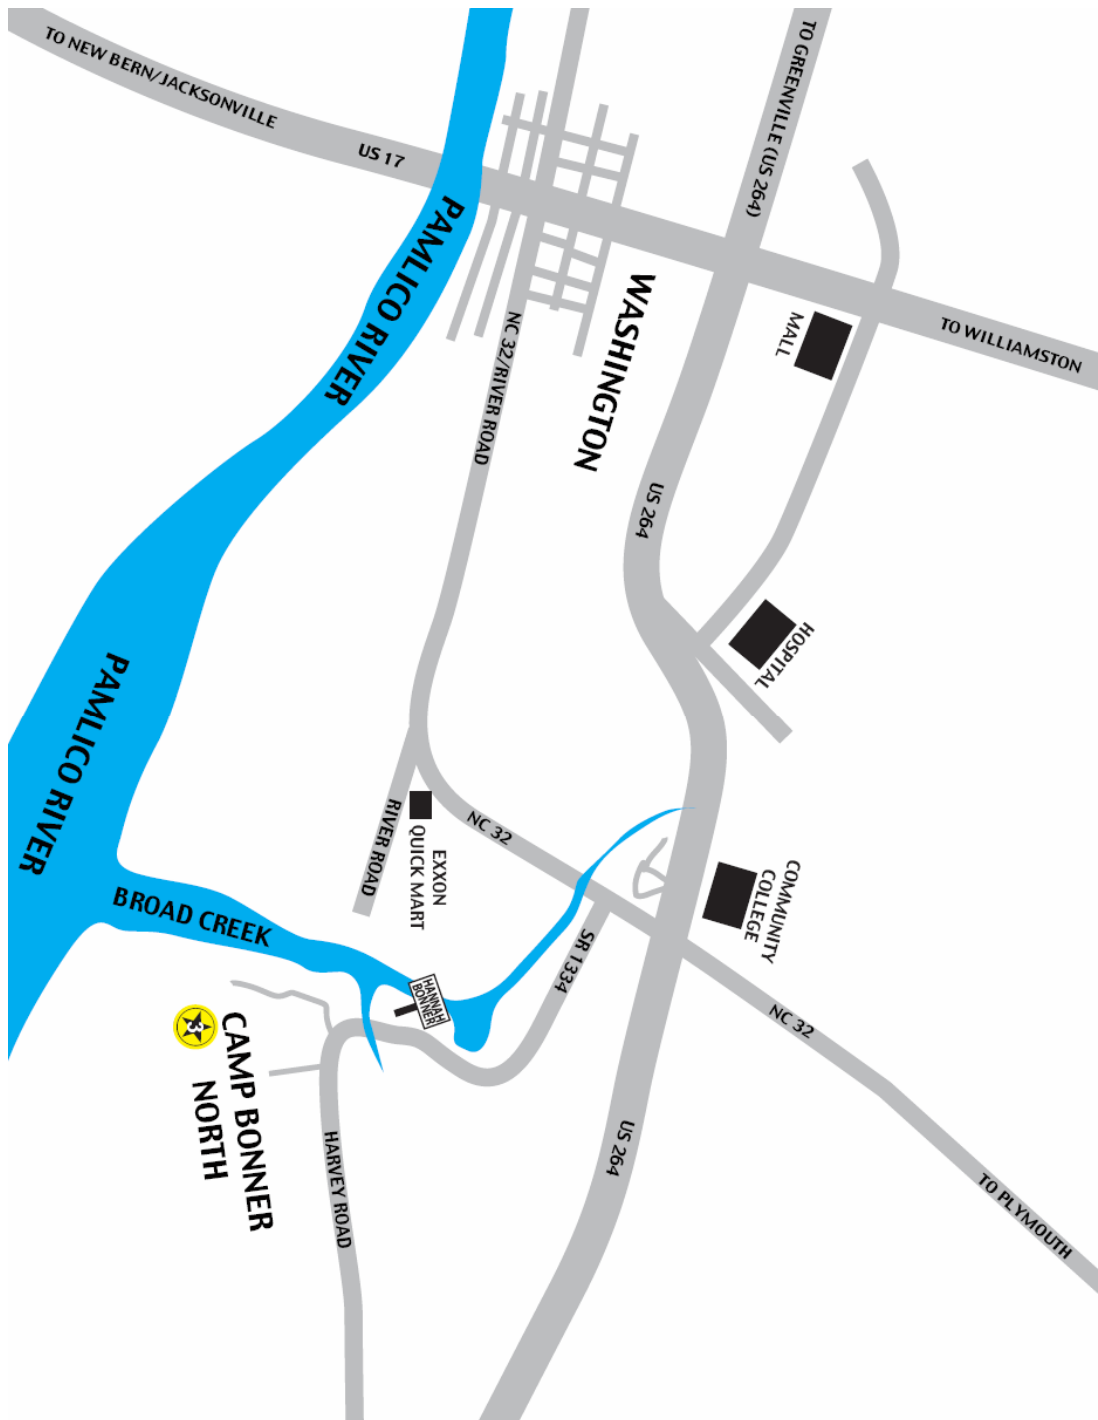 TO NEW BERN/JACKSONVILLE
US 17
TO GREENVILLE (US 264)
PAMLICO RIVER
WASHINGTON
NC 32/RIVER ROAD
MALL
TO WILLIAMSTON
US 264
HOSPITAL
PAMLICO RIVER
RIVER ROAD
EXXON
QUICK MART
NC 32
COMMUNITY
COLLEGE
BROAD CREEK
SR 1334
HANNAH
BONNER
NC 32
CAMP BONNER
NORTH
HARVEY ROAD
US 264
TO PLYMOUTH
3